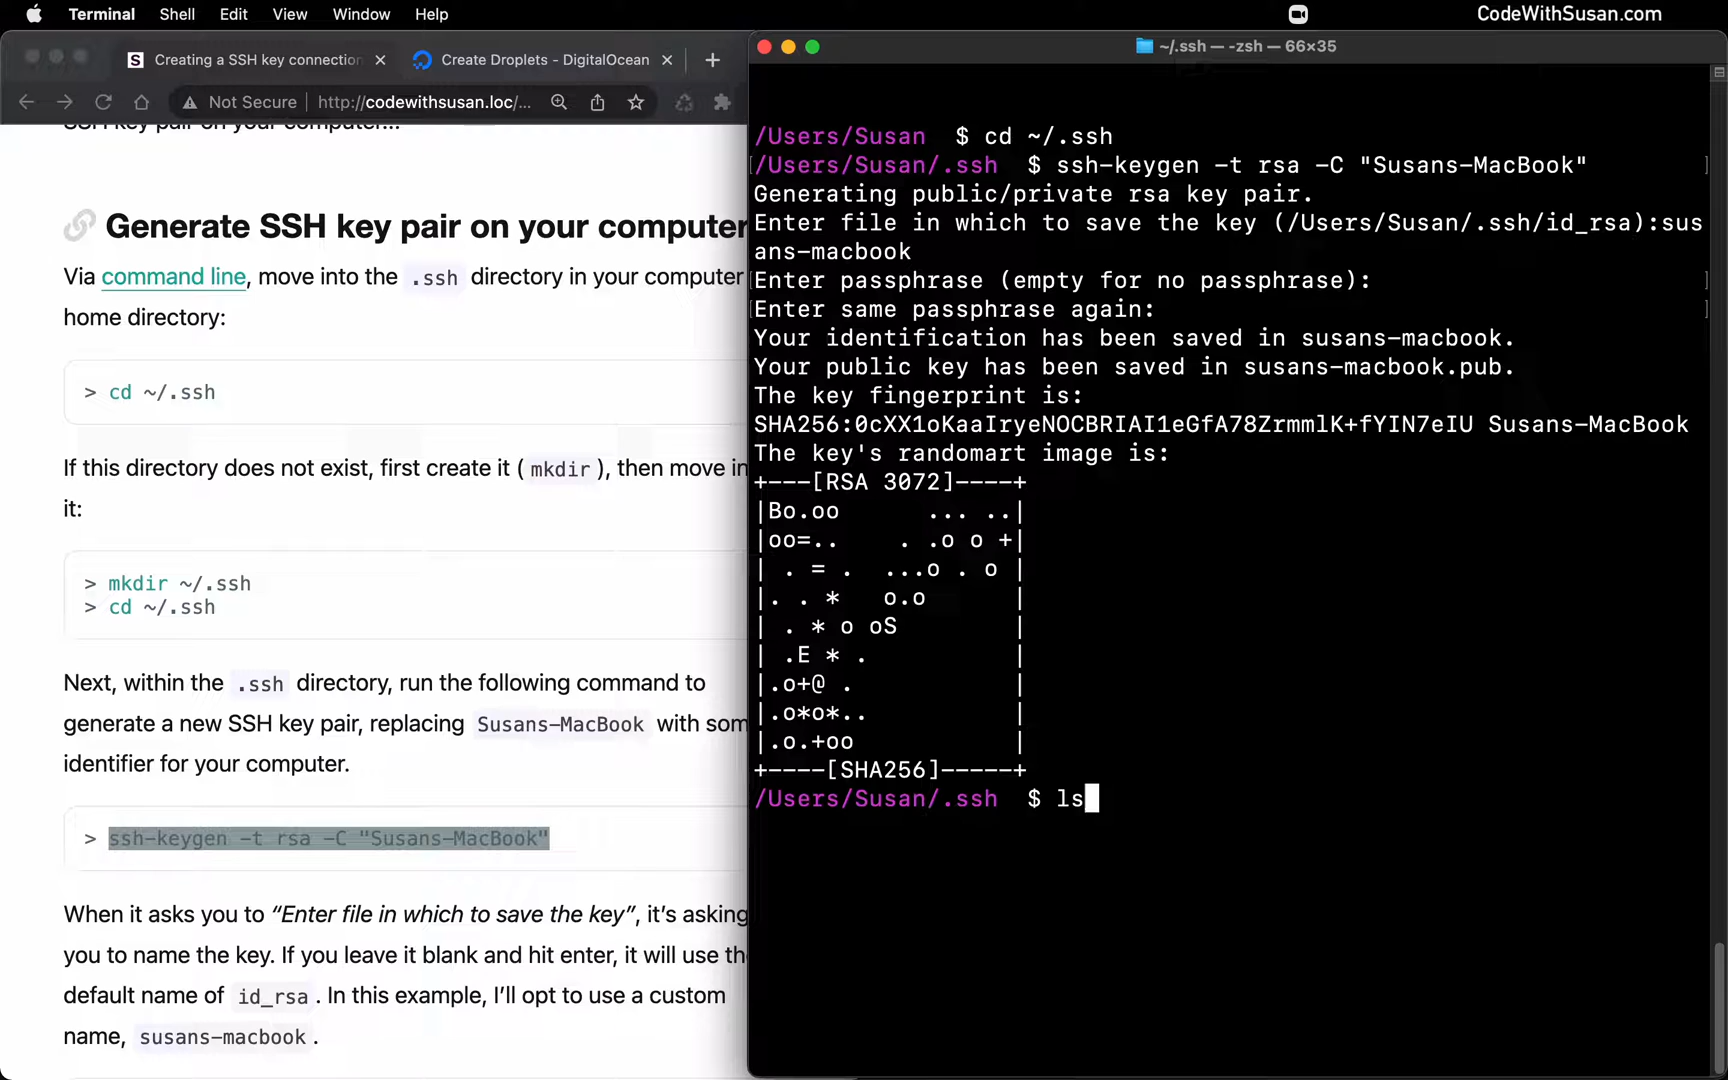 Terminal Shell Edit View Window Help CodeWithSusan.com
Creating a SSH key connection Create Droplets - DigitalOcean
Not Secure http://codewithsusan.loc/...
SSH key pair on your computer...
Generate SSH key pair on your computer
Via command line, move into the .ssh directory in your computer
home directory:
> cd ~/.ssh
If this directory does not exist, first create it ( mkdir ), then move in
it:
> mkdir ~/.ssh
> cd ~/.ssh
Next, within the .ssh directory, run the following command to
generate a new SSH key pair, replacing Susans-MacBook with som
identifier for your computer.
> ssh-keygen -t rsa -C "Susans-MacBook"
When it asks you to “Enter file in which to save the key”, it’s asking
you to name the key. If you leave it blank and hit enter, it will use th
default name of id_rsa . In this example, I’ll opt to use a custom
name, susans-macbook .
~/.ssh — -zsh — 66×35
/Users/Susan $ cd ~/.ssh
[/Users/Susan/.ssh $ ssh-keygen -t rsa -C "Susans-MacBook" ]
Generating public/private rsa key pair.
Enter file in which to save the key (/Users/Susan/.ssh/id_rsa):sus
ans-macbook
[Enter passphrase (empty for no passphrase): ]
[Enter same passphrase again: ]
Your identification has been saved in susans-macbook.
Your public key has been saved in susans-macbook.pub.
The key fingerprint is:
SHA256:0cXX1oKaaIryeNOCBRIAI1eGfA78ZrmmlK+fYIN7eIU Susans-MacBook
The key's randomart image is:
+---[RSA 3072]----+
|Bo.oo      ... ..|
|oo=..    . .o o +|
| . = .  ...o . o |
|. . *   o.o      |
| . * o oS        |
| .E * .          |
|.o+@ .           |
|.o*o*..          |
|.o.+oo           |
+----[SHA256]-----+
/Users/Susan/.ssh $ ls